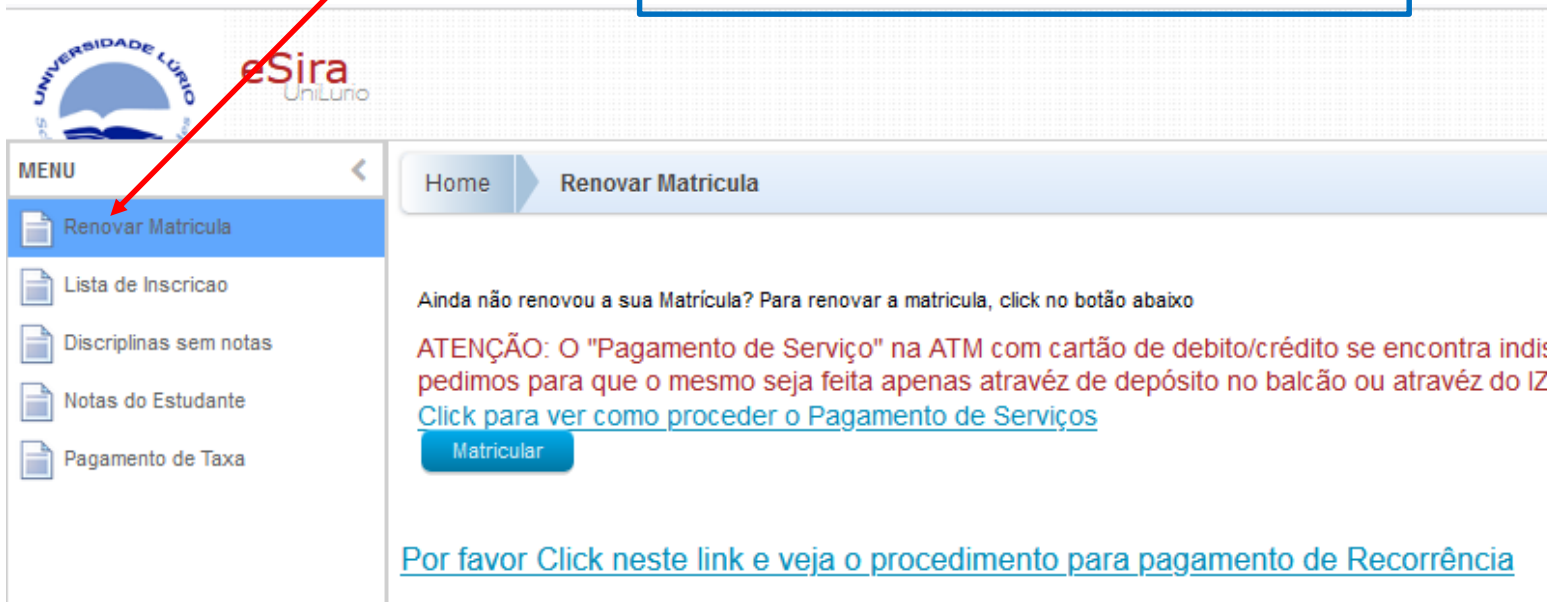 UNIVERSIDADE LÚRIO
eSira
UniLurio
MENU
Home
Renovar Matricula
Renovar Matricula
Lista de Inscricao
Disciplinas sem notas
Notas do Estudante
Pagamento de Taxa
Ainda não renovou a sua Matrícula? Para renovar a matricula, click no botão abaixo
ATENÇÃO: O "Pagamento de Serviço" na ATM com cartão de debito/crédito se encontra
pedimos para que o mesmo seja feita apenas atravéz de depósito no balcão ou atravéz do
Click para ver como proceder o Pagamento de Serviços
Matricular
Por favor Click neste link e veja o procedimento para pagamento de Recorrência